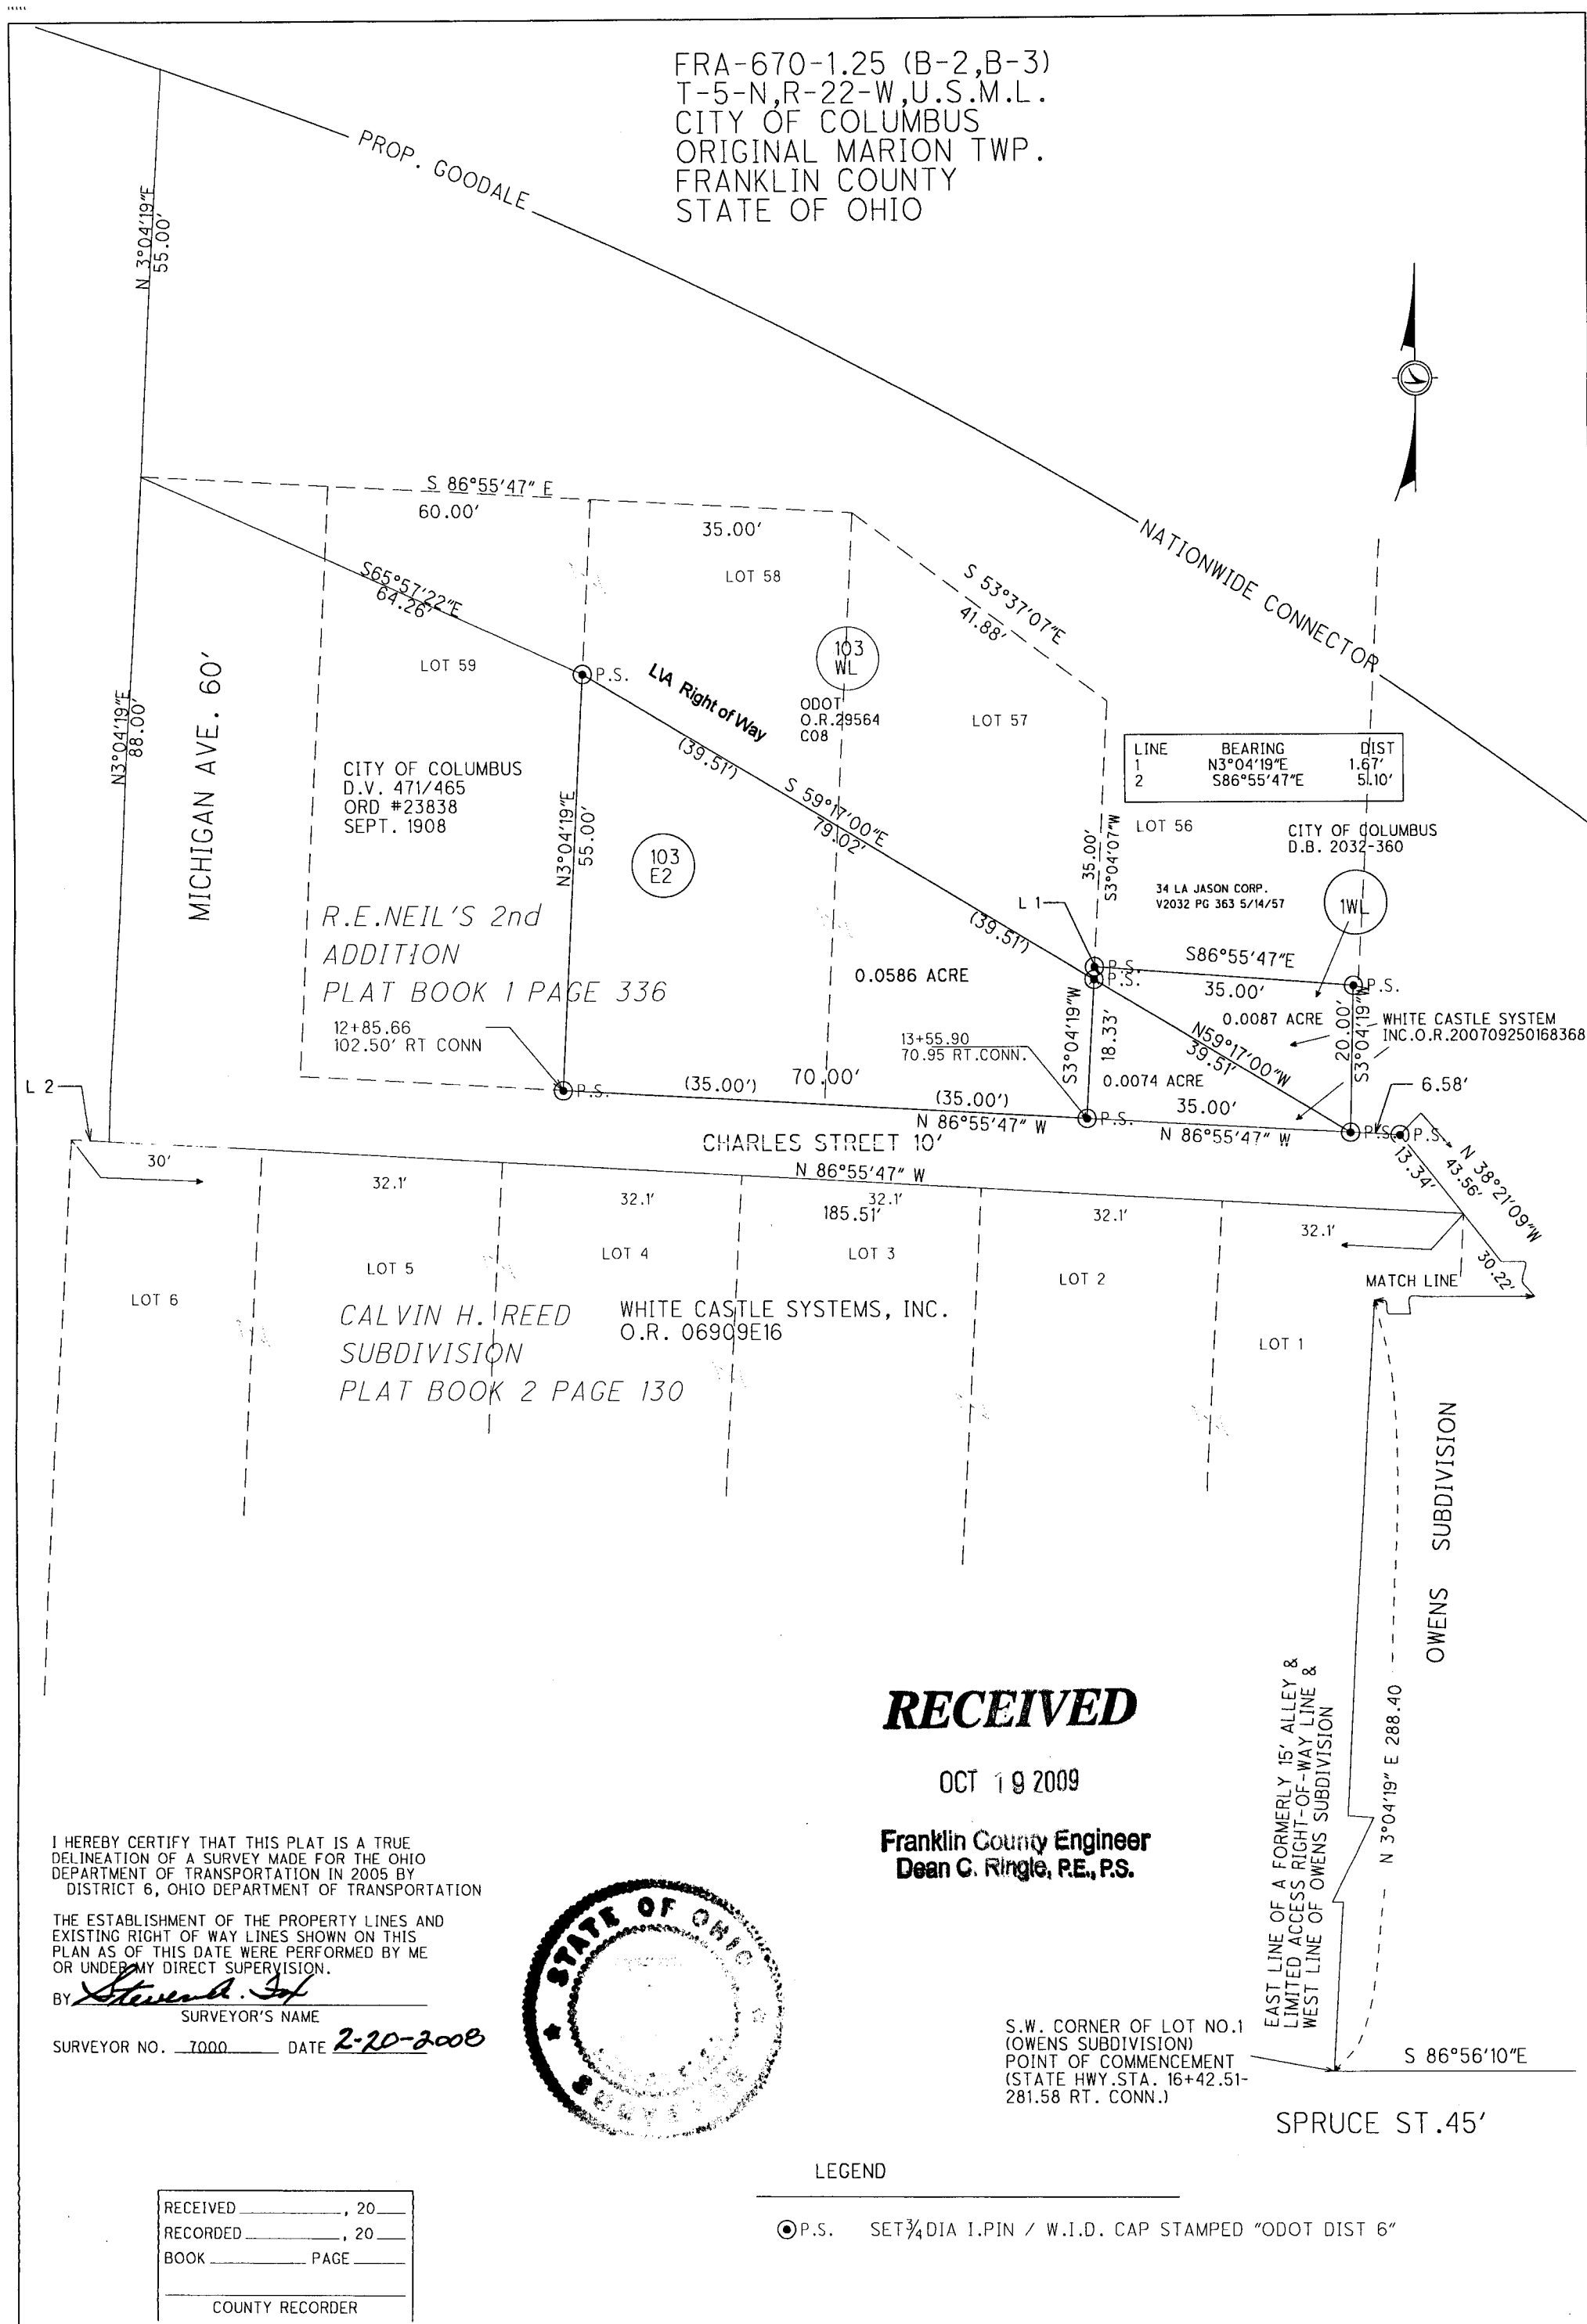 FRA-670-1.25 (B-2,B-3)
T-5-N,R-22-W,U.S.M.L.
CITY OF COLUMBUS
ORIGINAL MARION TWP.
FRANKLIN COUNTY
STATE OF OHIO
PROP. GOODALE
NATIONWIDE CONNECTOR
N 3°04'19"E
55.00'
S 86°55'47" E
60.00'
35.00'
LOT 58
S65°57'22"E
64.26'
S 53°37'07"E
41.88'
LOT 59
P.S.
L\A Right of Way
103
WL
ODOT
O.R.29564
C08
LOT 57
N3°04'19"E
88.00'
MICHIGAN AVE. 60'
(39.51')
S 59°17'00"E
79.02'
(39.51')
LINE BEARING DIST
1 N3°04'19"E 1.67'
2 S86°55'47"E 5.10'
CITY OF COLUMBUS
D.V. 471/465
ORD #23838
SEPT. 1908
N3°04'19"E
55.00'
103
E2
35.00'
S3°04'07"W
LOT 56
CITY OF COLUMBUS
D.B. 2032-360
34 LA JASON CORP.
V2032 PG 363 5/14/57
1WL
L 1
R.E.NEIL'S 2nd
ADDITION
PLAT BOOK 1 PAGE 336
0.0586 ACRE
P.S.
P.S.
S86°55'47"E
35.00'
P.S.
0.0087 ACRE
WHITE CASTLE SYSTEM
INC.O.R.200709250168368
12+85.66
102.50' RT CONN
13+55.90
70.95 RT.CONN.
S3°04'19"W
18.33'
N59°17'00"W
39.51'
20.00'
S3°04'19"W
0.0074 ACRE
6.58'
L 2
P.S.
(35.00')
70.00'
(35.00')
N 86°55'47" W
P.S.
35.00'
N 86°55'47" W
P.S.
P.S.
CHARLES STREET 10'
N 86°55'47" W
13.34'
43.56'
N 38°21'09"W
30.22'
30'
32.1'
32.1'
32.1'
185.51'
32.1'
32.1'
MATCH LINE
LOT 6
LOT 5
LOT 4
LOT 3
LOT 2
LOT 1
CALVIN H. REED
SUBDIVISION
PLAT BOOK 2 PAGE 130
WHITE CASTLE SYSTEMS, INC.
O.R. 06909E16
OWENS SUBDIVISION
EAST LINE OF A FORMERLY 15' ALLEY &
LIMITED ACCESS RIGHT-OF-WAY LINE &
WEST LINE OF OWENS SUBDIVISION
N 3°04'19" E 288.40
RECEIVED
OCT 19 2009
Franklin County Engineer
Dean C. Ringle, P.E., P.S.
I HEREBY CERTIFY THAT THIS PLAT IS A TRUE
DELINEATION OF A SURVEY MADE FOR THE OHIO
DEPARTMENT OF TRANSPORTATION IN 2005 BY
DISTRICT 6, OHIO DEPARTMENT OF TRANSPORTATION
THE ESTABLISHMENT OF THE PROPERTY LINES AND
EXISTING RIGHT OF WAY LINES SHOWN ON THIS
PLAN AS OF THIS DATE WERE PERFORMED BY ME
OR UNDER MY DIRECT SUPERVISION.
BY Steven A. Fox
SURVEYOR'S NAME
SURVEYOR NO. 7000 DATE 2-20-2008
STATE OF OHIO
S.W. CORNER OF LOT NO.1
(OWENS SUBDIVISION)
POINT OF COMMENCEMENT
(STATE HWY.STA. 16+42.51-
281.58 RT. CONN.)
S 86°56'10"E
SPRUCE ST.45'
LEGEND
P.S. SET 3/4 DIA I.PIN / W.I.D. CAP STAMPED "ODOT DIST 6"
RECEIVED , 20
RECORDED , 20
BOOK PAGE
COUNTY RECORDER